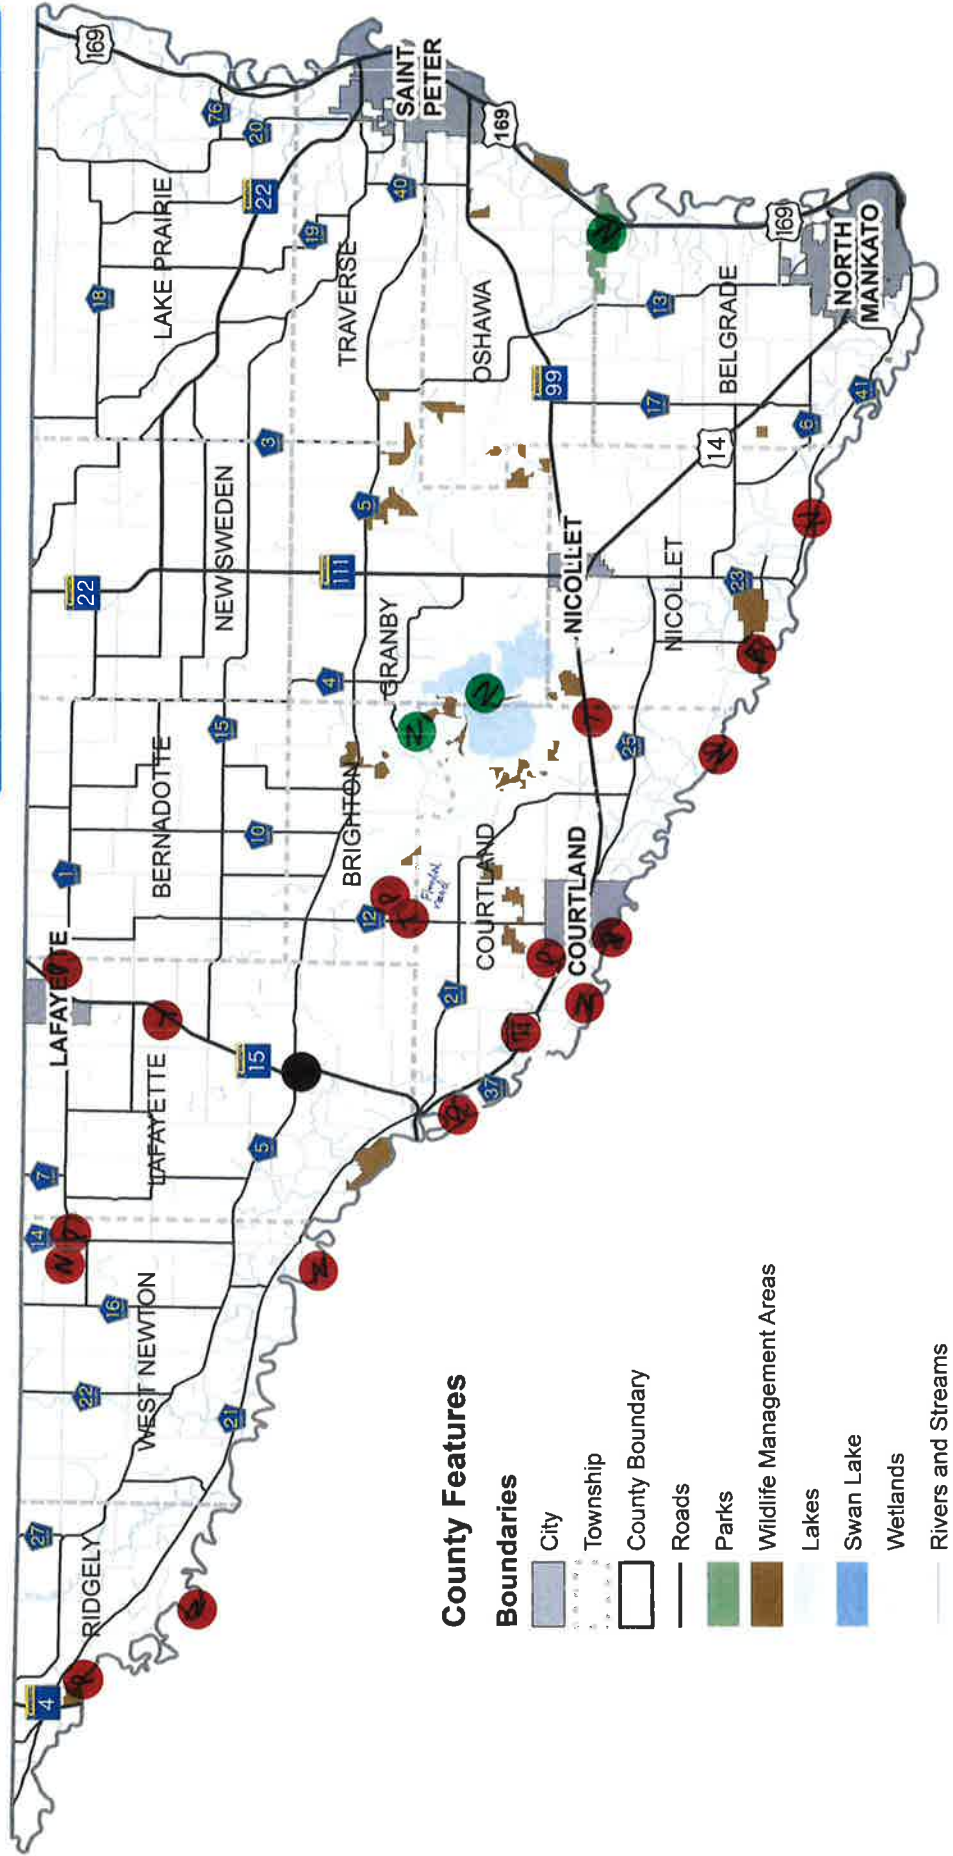 169
76
20
22
SAINT
PETER
169
40
19
18
LAKE PRAIRIE
TRAVERSE
OSHAWA
13
BELGRADE
169
NORTH
MANKATO
99
17
14
6
41
3
5
22
NEW SWEDEN
111
GRANBY
NICOLLET
NICOLLET
23
4
15
BERNADOTTE
10
BRIGHTON
12
1
COURTLAND
COURTLAND
25
21
37
LAFAYETTE
LAFAYETTE
15
5
7
14
16
22
WEST NEWTON
21
27
RIDGELY
4
N
N
N
N
N
N
P
P
R
County Features
Boundaries
City
Township
County Boundary
Roads
Parks
Wildlife Management Areas
Lakes
Swan Lake
Wetlands
Rivers and Streams